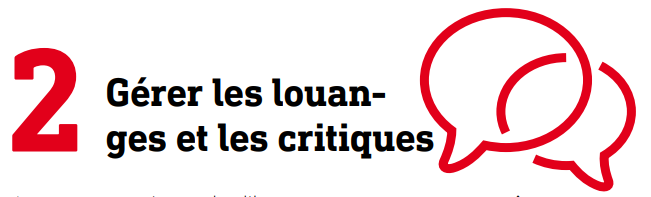 2
Gérer les louan-
ges et les critiques